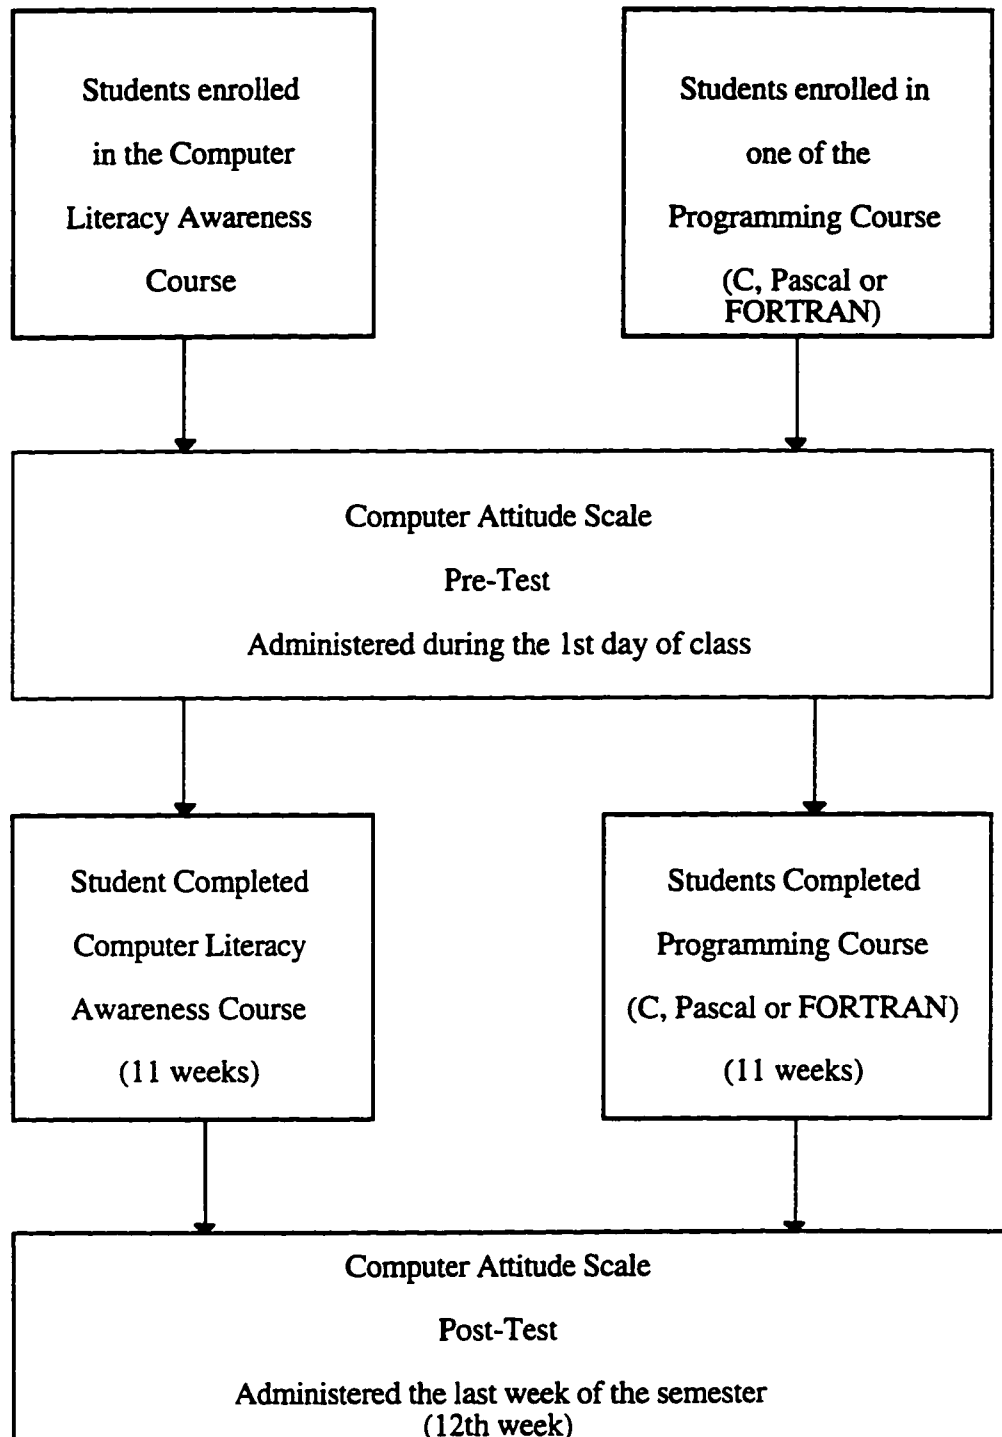 Students enrolled
in the Computer
Literacy Awareness
Course
Students enrolled in
one of the
Programming Course
(C, Pascal or
FORTRAN)
Computer Attitude Scale
Pre-Test
Administered during the 1st day of class
Student Completed
Computer Literacy
Awareness Course
(11 weeks)
Students Completed
Programming Course
(C, Pascal or FORTRAN)
(11 weeks)
Computer Attitude Scale
Post-Test
Administered the last week of the semester
(12th week)